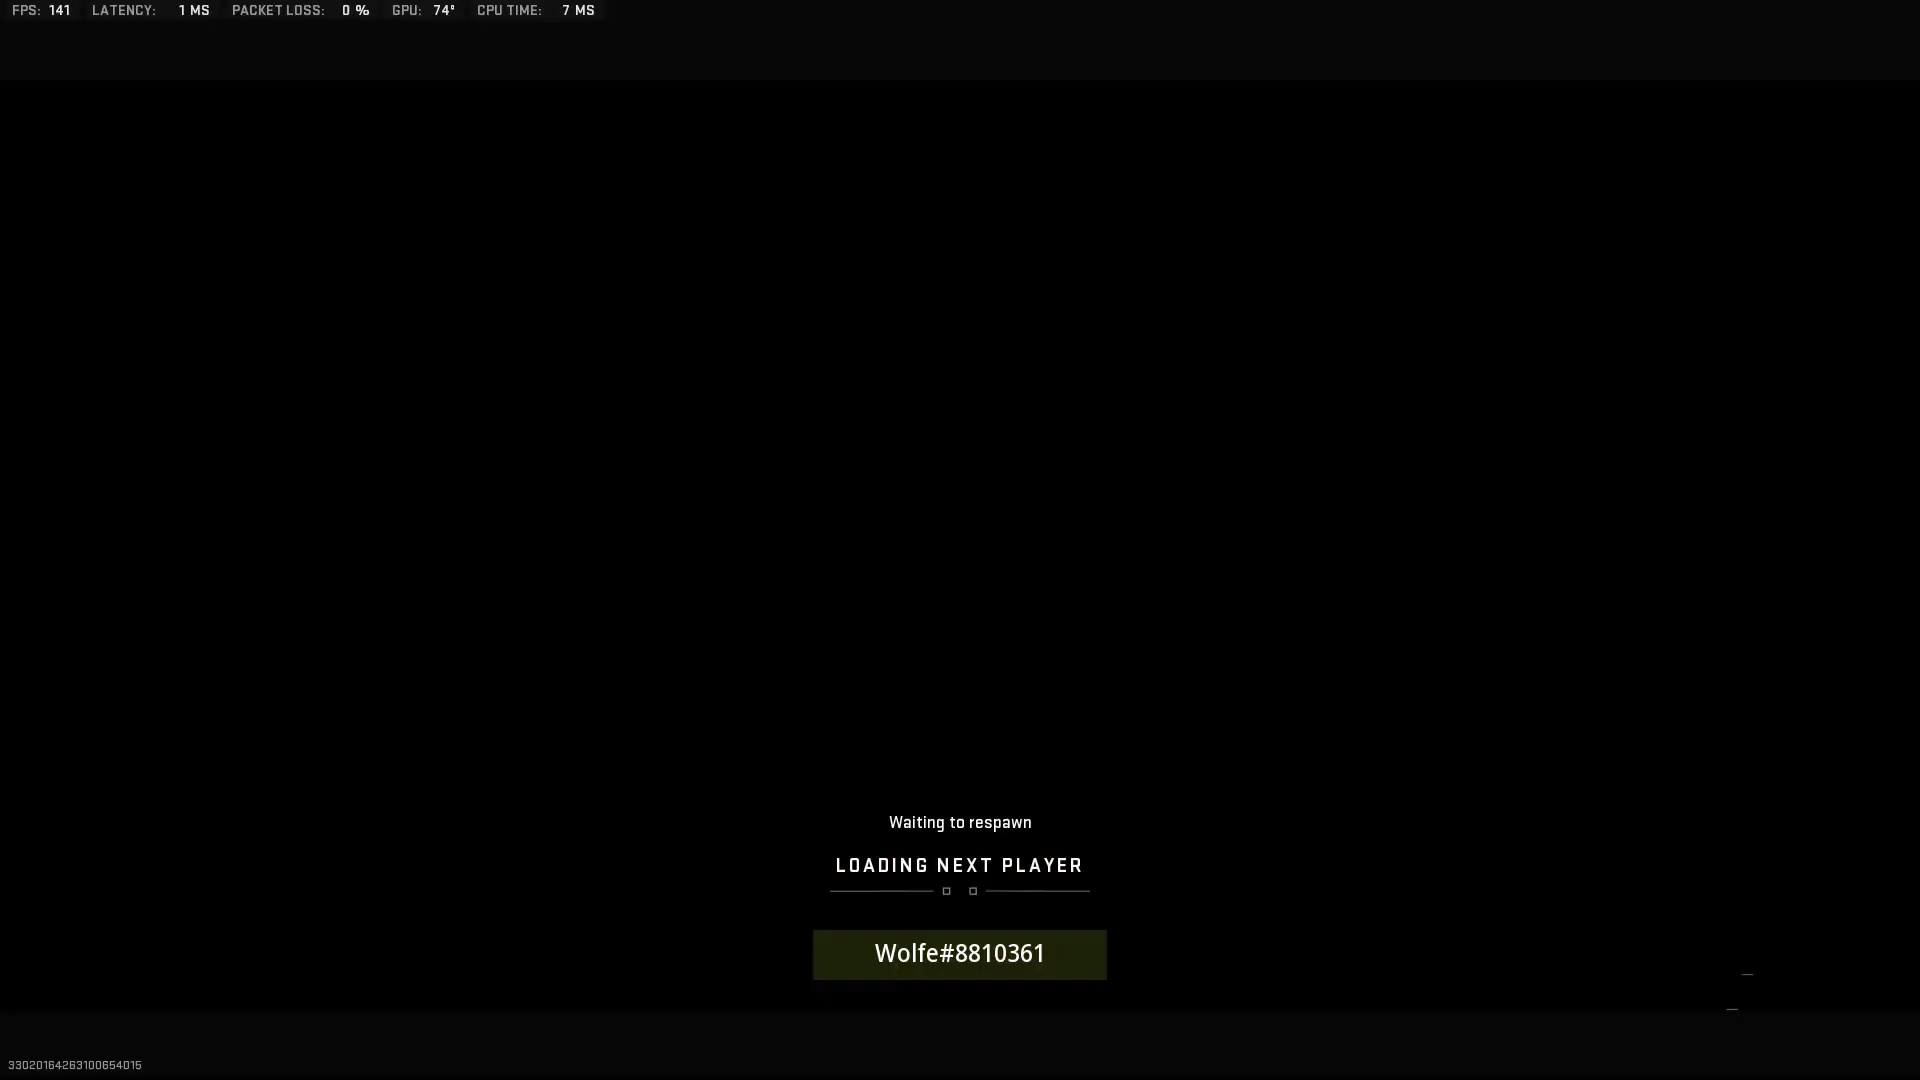 FPS: 141 LATENCY: 1 MS PACKET LOSS: 0 % GPU: 74° CPU TIME: 7 MS
Waiting to respawn
LOADING NEXT PLAYER
Wolfe#8810361
33020164263100654015